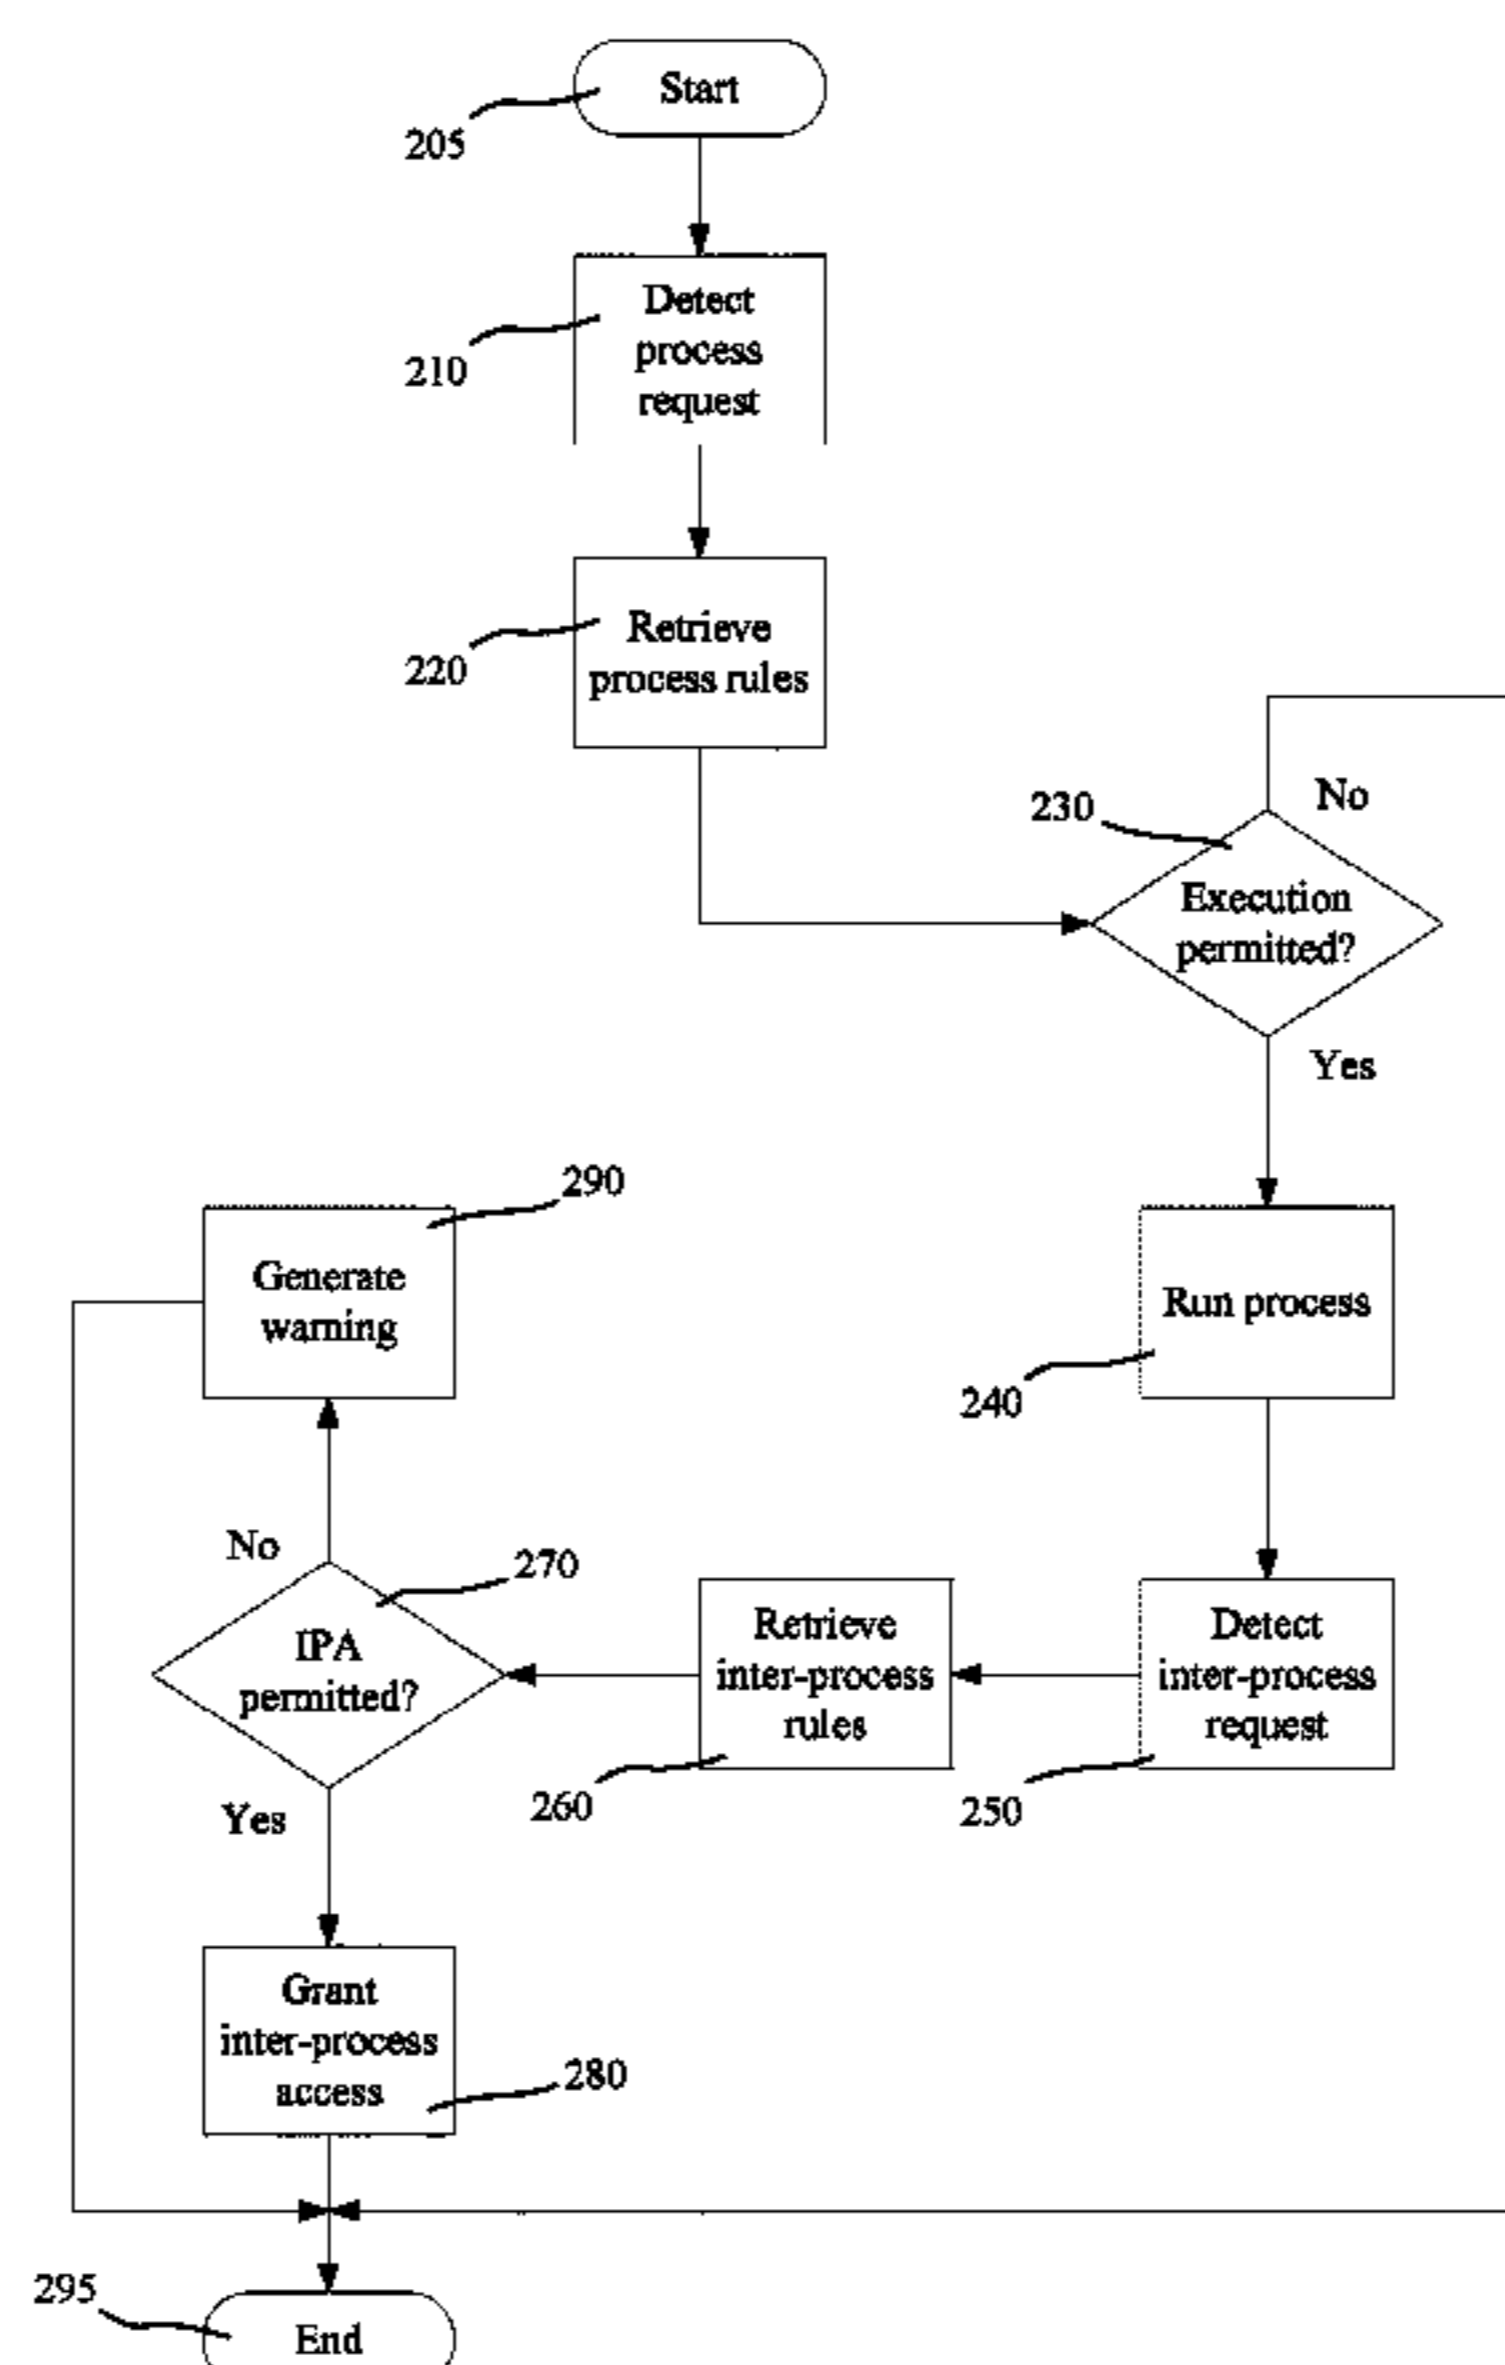 Start
205
Detect
process
request
210
Retrieve
process rules
220
230
No
Execution
permitted?
Yes
290
Generate
warning
Run process
240
No
270
IPA
permitted?
Retrieve
inter-process
rules
Detect
inter-process
request
260
250
Yes
Grant
inter-process
access
280
295
End